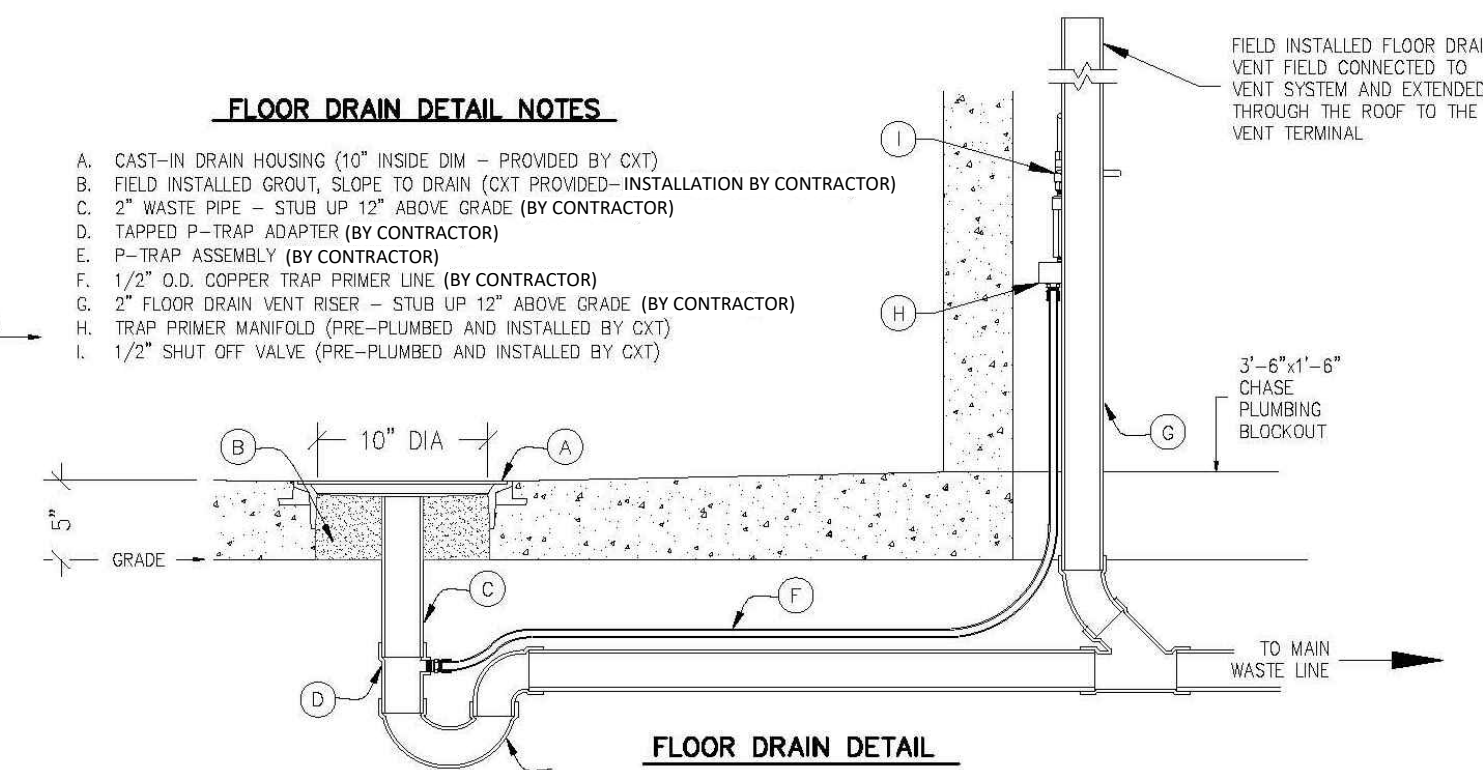 FLOOR DRAIN DETAIL NOTES
A. CAST-IN DRAIN HOUSING (10" INSIDE DIM - PROVIDED BY CXT)
B. FIELD INSTALLED GROUT, SLOPE TO DRAIN (CXT PROVIDED-INSTALLATION BY CONTRACTOR)
C. 2" WASTE PIPE - STUB UP 12" ABOVE GRADE (BY CONTRACTOR)
D. TAPPED P-TRAP ADAPTER (BY CONTRACTOR)
E. P-TRAP ASSEMBLY (BY CONTRACTOR)
F. 1/2" O.D. COPPER TRAP PRIMER LINE (BY CONTRACTOR)
G. 2" FLOOR DRAIN VENT RISER - STUB UP 12" ABOVE GRADE (BY CONTRACTOR)
H. TRAP PRIMER MANIFOLD (PRE-PLUMBED AND INSTALLED BY CXT)
I. 1/2" SHUT OFF VALVE (PRE-PLUMBED AND INSTALLED BY CXT)
FIELD INSTALLED FLOOR DRAI
VENT FIELD CONNECTED TO
VENT SYSTEM AND EXTENDED
THROUGH THE ROOF TO THE
VENT TERMINAL
I
H
3'-6"x1'-6"
CHASE
PLUMBING
BLOCKOUT
G
B
10" DIA
A
5"
GRADE
C
F
D
TO MAIN
WASTE LINE
FLOOR DRAIN DETAIL